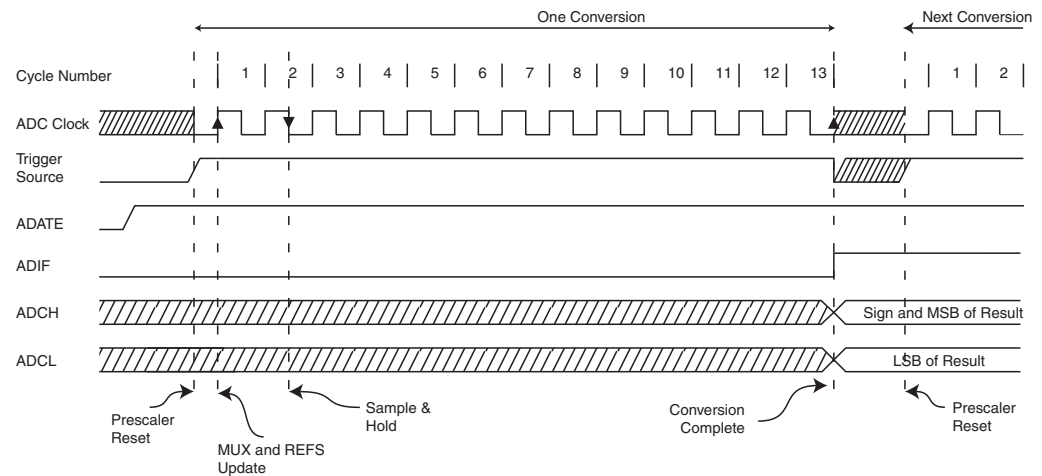 One Conversion
Next Conversion
Cycle Number
1 2 3 4 5 6 7 8 9 10 11 12 13 1 2
ADC Clock
Trigger
Source
ADATE
ADIF
ADCH
Sign and MSB of Result
ADCL
LSB of Result
Prescaler
Reset
MUX and REFS
Update
Sample &
Hold
Conversion
Complete
Prescaler
Reset